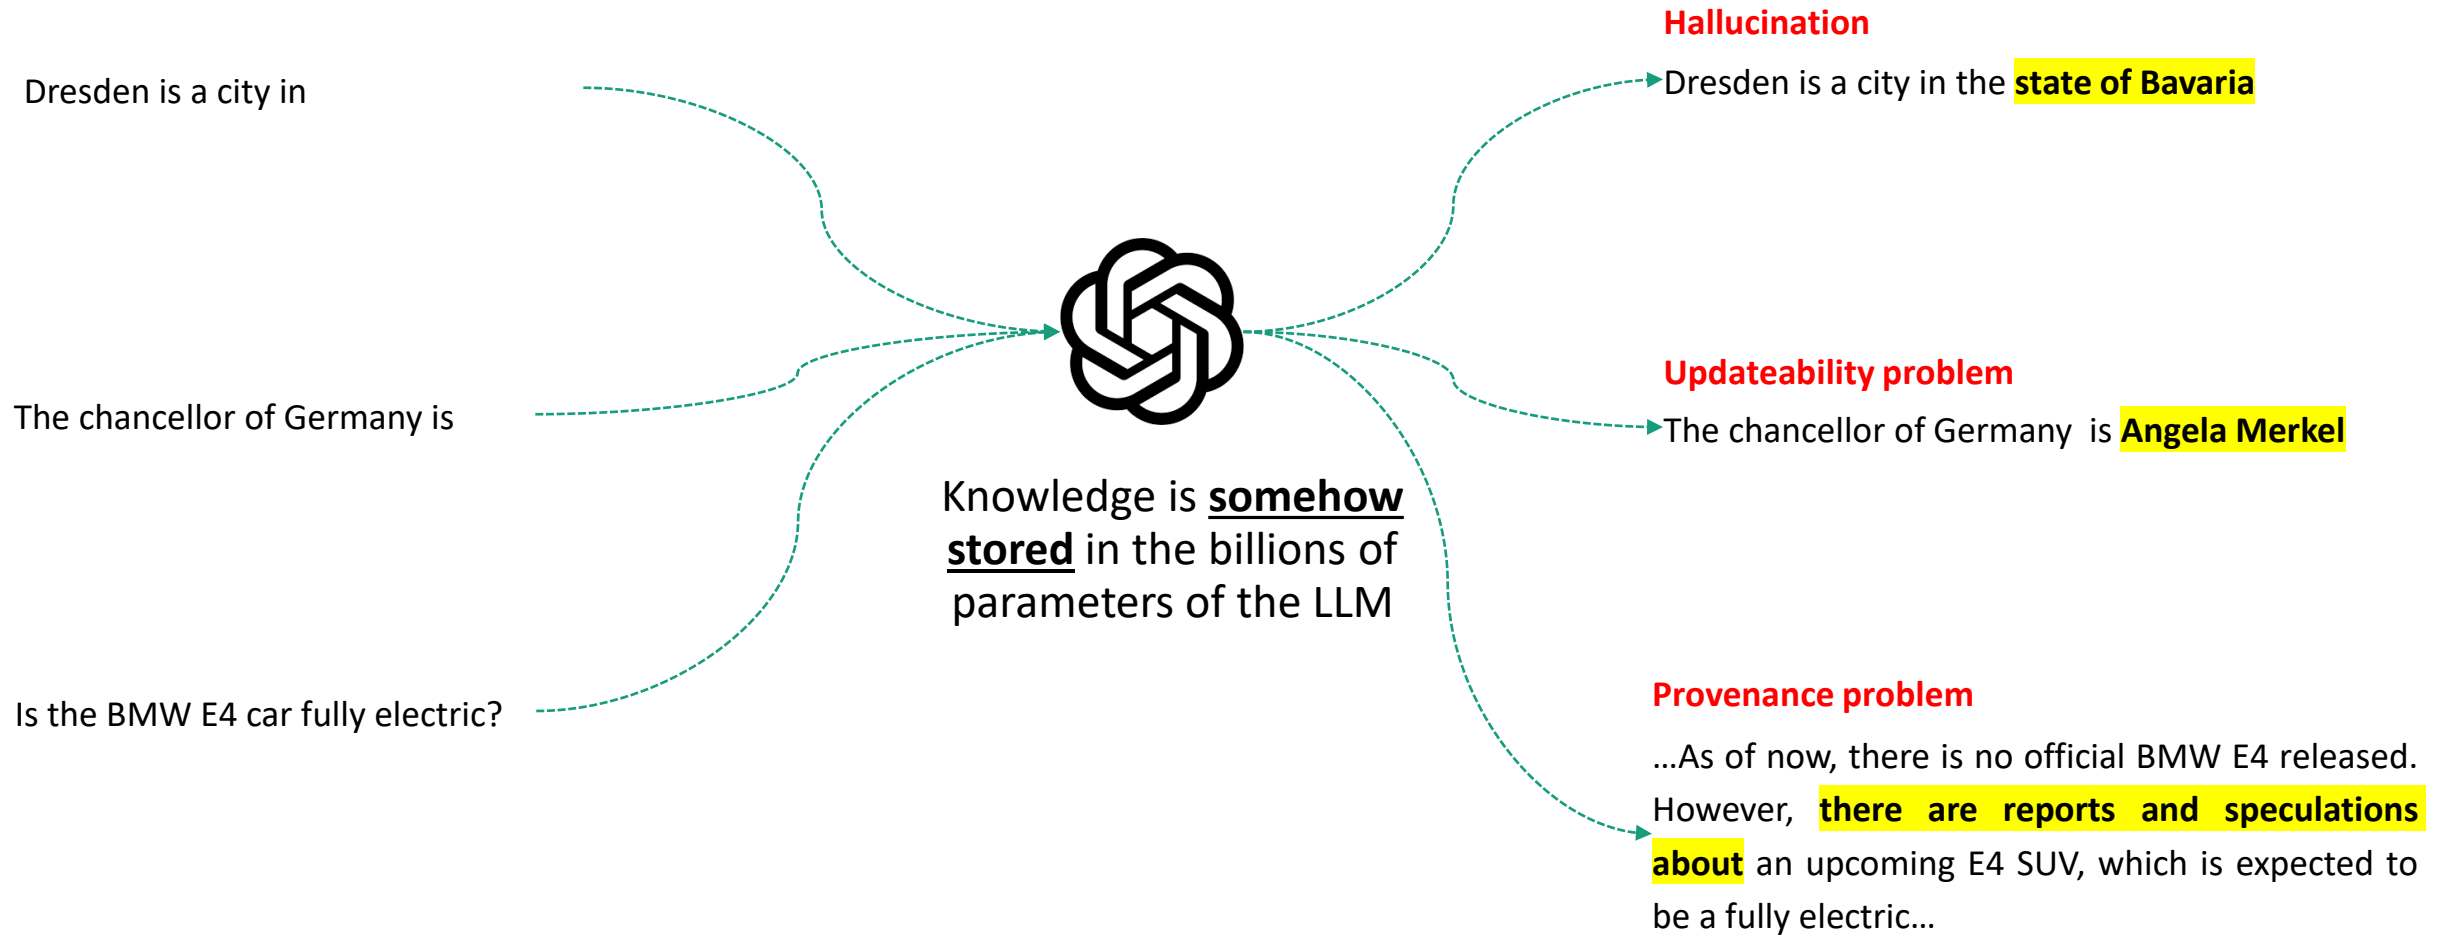 Dresden is a city in
The chancellor of Germany is
Is the BMW E4 car fully electric?
Knowledge is somehow
stored in the billions of
parameters of the LLM
Hallucination
Dresden is a city in the state of Bavaria
Updateability problem
The chancellor of Germany is Angela Merkel
Provenance problem
...As of now, there is no official BMW E4 released.
However, there are reports and speculations
about an upcoming E4 SUV, which is expected to
be a fully electric...